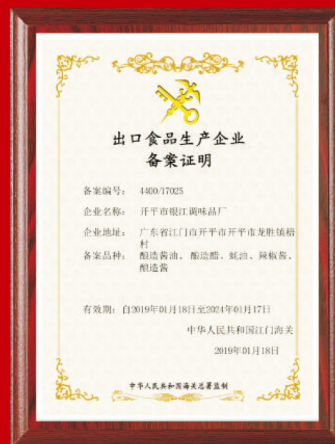 出口食品生产企业
备案证明
备案编号： 4400/17025
企业名称： 开平市银江调味品厂
企业地址： 广东省江门市开平市开平市龙胜镇梧
村
备案品种： 酿造酱油、酿造醋、蚝油、辣椒酱、
酿造酱
有效期：自2019年01月18日至2024年01月17日
中华人民共和国江门海关
2019年01月18日
中华人民共和国海关总署监制